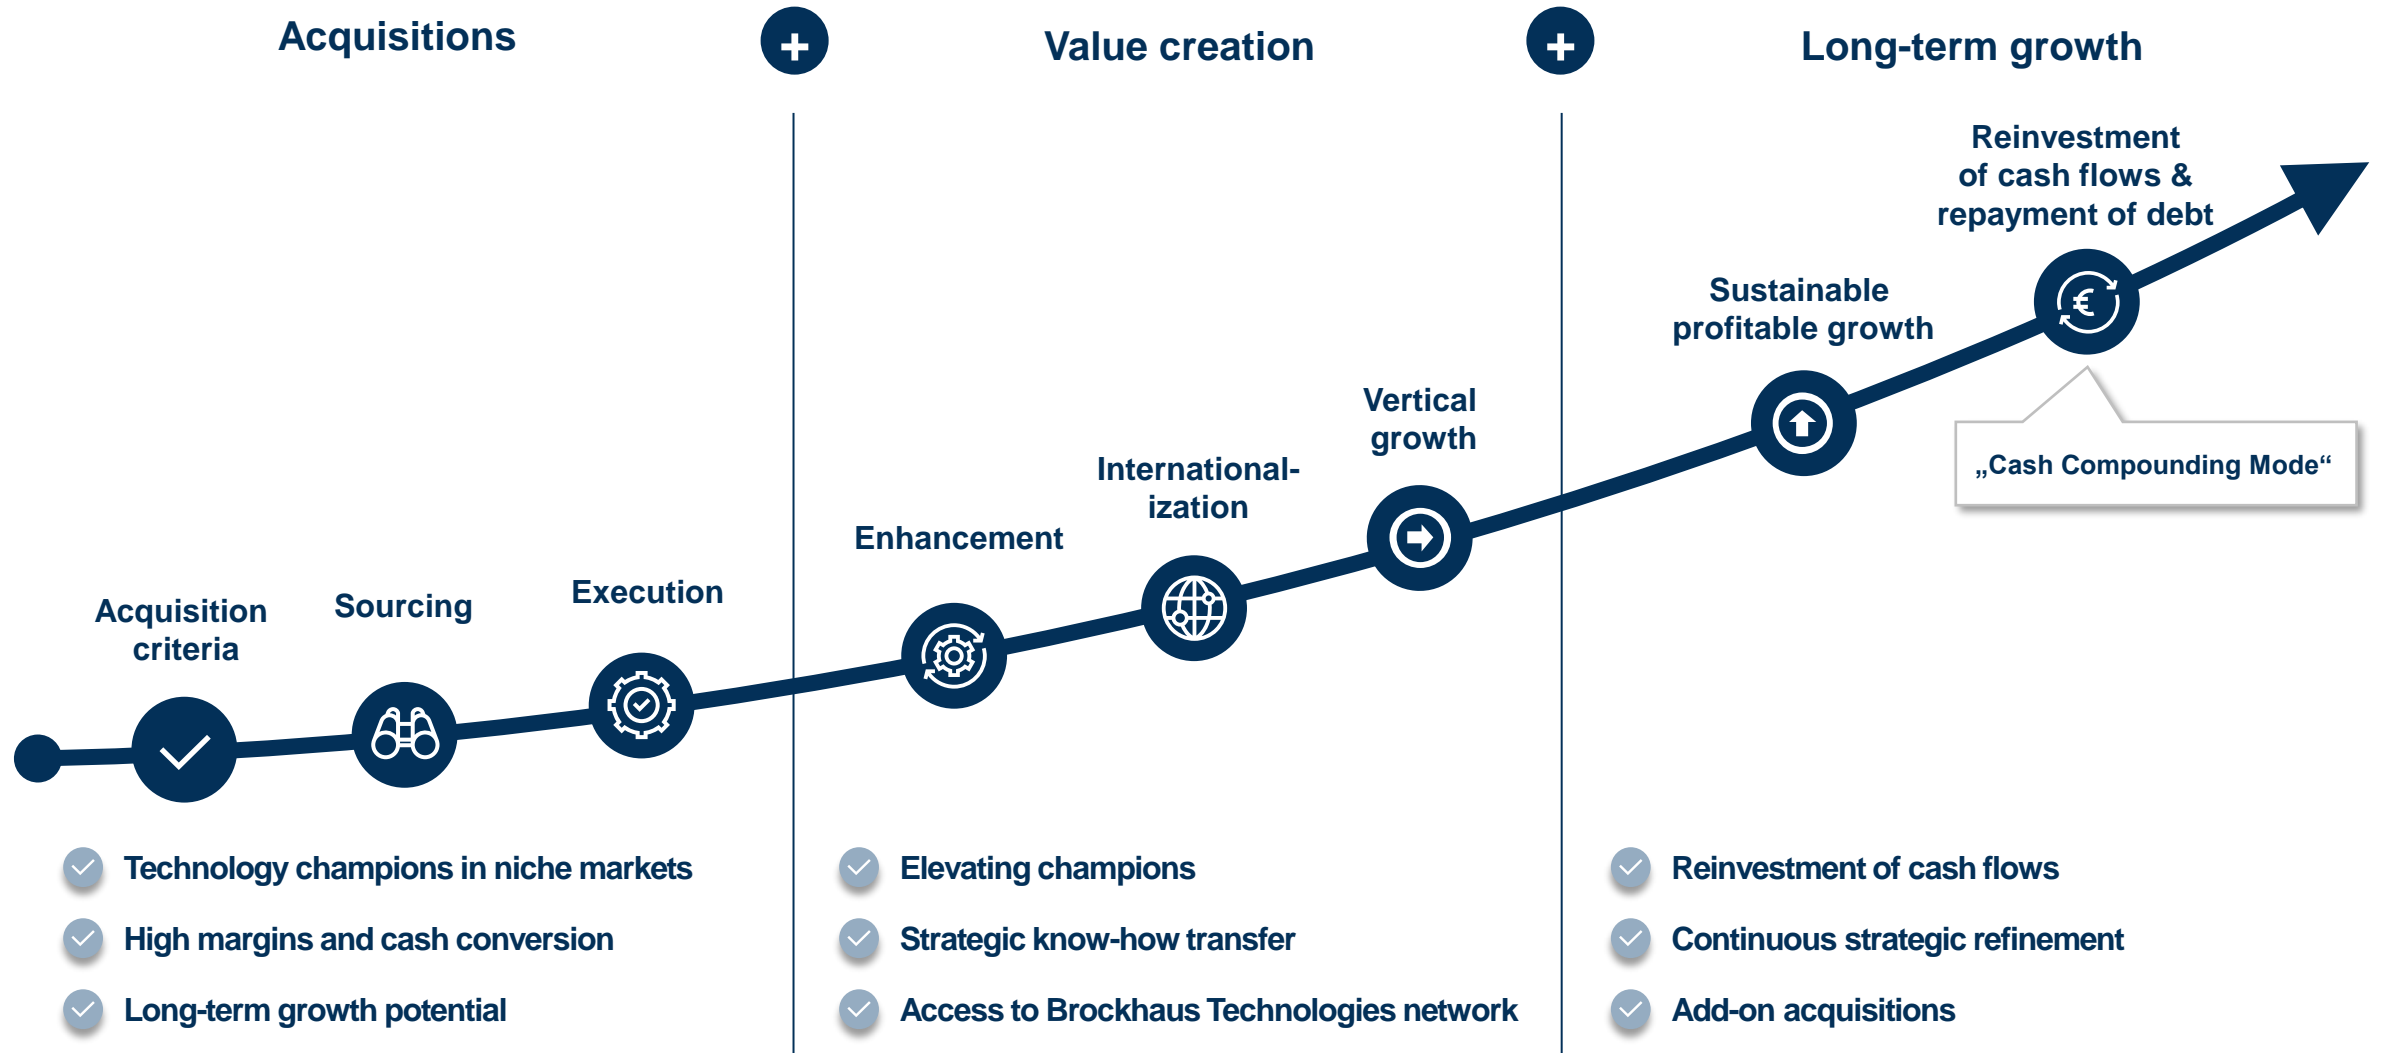 Acquisitions
+
Value creation
+
Long-term growth
Reinvestment
of cash flows &
repayment of debt
Sustainable
profitable growth
€
„Cash Compounding Mode“
Vertical
growth
International-
ization
Enhancement
Execution
Sourcing
Acquisition
criteria
Technology champions in niche markets
High margins and cash conversion
Long-term growth potential
Elevating champions
Strategic know-how transfer
Access to Brockhaus Technologies network
Reinvestment of cash flows
Continuous strategic refinement
Add-on acquisitions